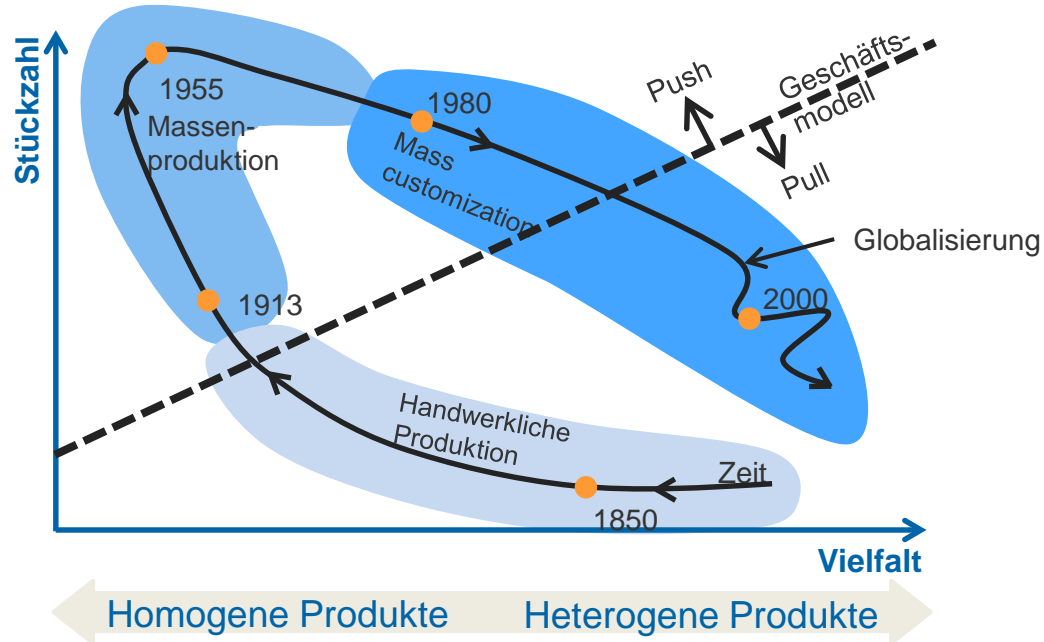 Stückzahl
1955
Massen-
produktion
1913
1980
Mass
customization
Push
Geschäfts-
modell
Pull
Globalisierung
2000
Handwerkliche
Produktion
Zeit
1850
Vielfalt
Homogene Produkte
Heterogene Produkte